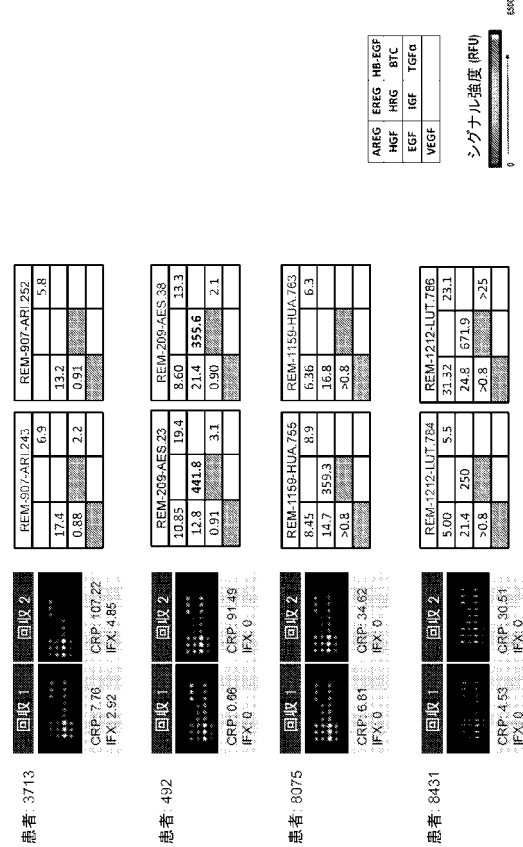 患者: 3713
回収 1
回収 2
CRP: 7.76
IFX: 2.92
CRP: 107.22
IFX: 4.85
REM-907-ARI.243
6.9
17.4
0.88 2.2
REM-907-ARI.252
5.8
13.2
0.91
患者: 492
回収 1
回収 2
CRP: 0.66
IFX: 0
CRP: 91.49
IFX: 0
REM-209-AES.23
10.85 19.4
12.8 441.8
0.91 3.1
REM-209-AES.38
8.60 13.3
21.4 355.6
0.90 2.1
患者: 8075
回収 1
回収 2
CRP: 6.81
IFX: 0
CRP: 34.62
IFX: 0
REM-1159-HUA.755
8.45 8.9
14.7 359.3
>0.8
REM-1159-HUA.763
6.36 6.3
16.8
>0.8
患者: 8431
回収 1
回収 2
CRP: 4.53
IFX: 0
CRP: 30.51
IFX: 0
REM-1212-LUT.784
5.00 5.5
21.4 250
>0.8
REM-1212-LUT.786
31.32 23.1
24.8 671.9
>0.8 >25
AREG EREG HB-EGF
HGF HRG BTC
EGF IGF TGFα
VEGF
シグナル強度 (RFU)
0 6500